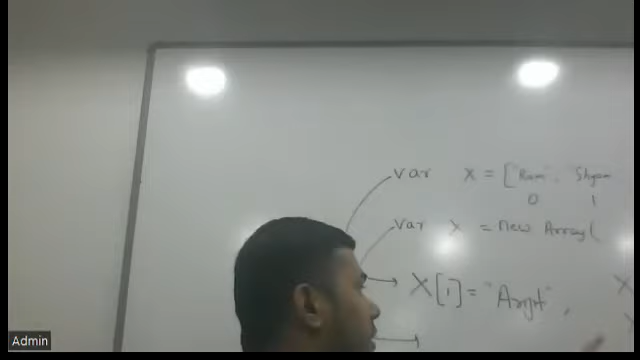 var x = ["Ram", "Shyam
0 1
var x = new Array(
x[1] = "Arijit",
Admin